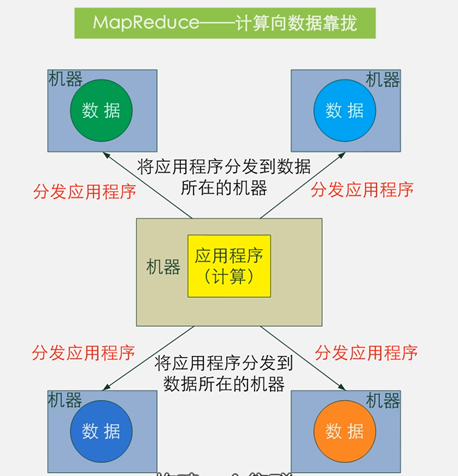 MapReduce——计算向数据靠拢
机器
数据
机器
数据
将应用程序分发到数据
所在的机器
分发应用程序
分发应用程序
机器
应用程序
（计算）
分发应用程序
将应用程序分发到
数据所在的机器
分发应用程序
机器
数据
机器
数据